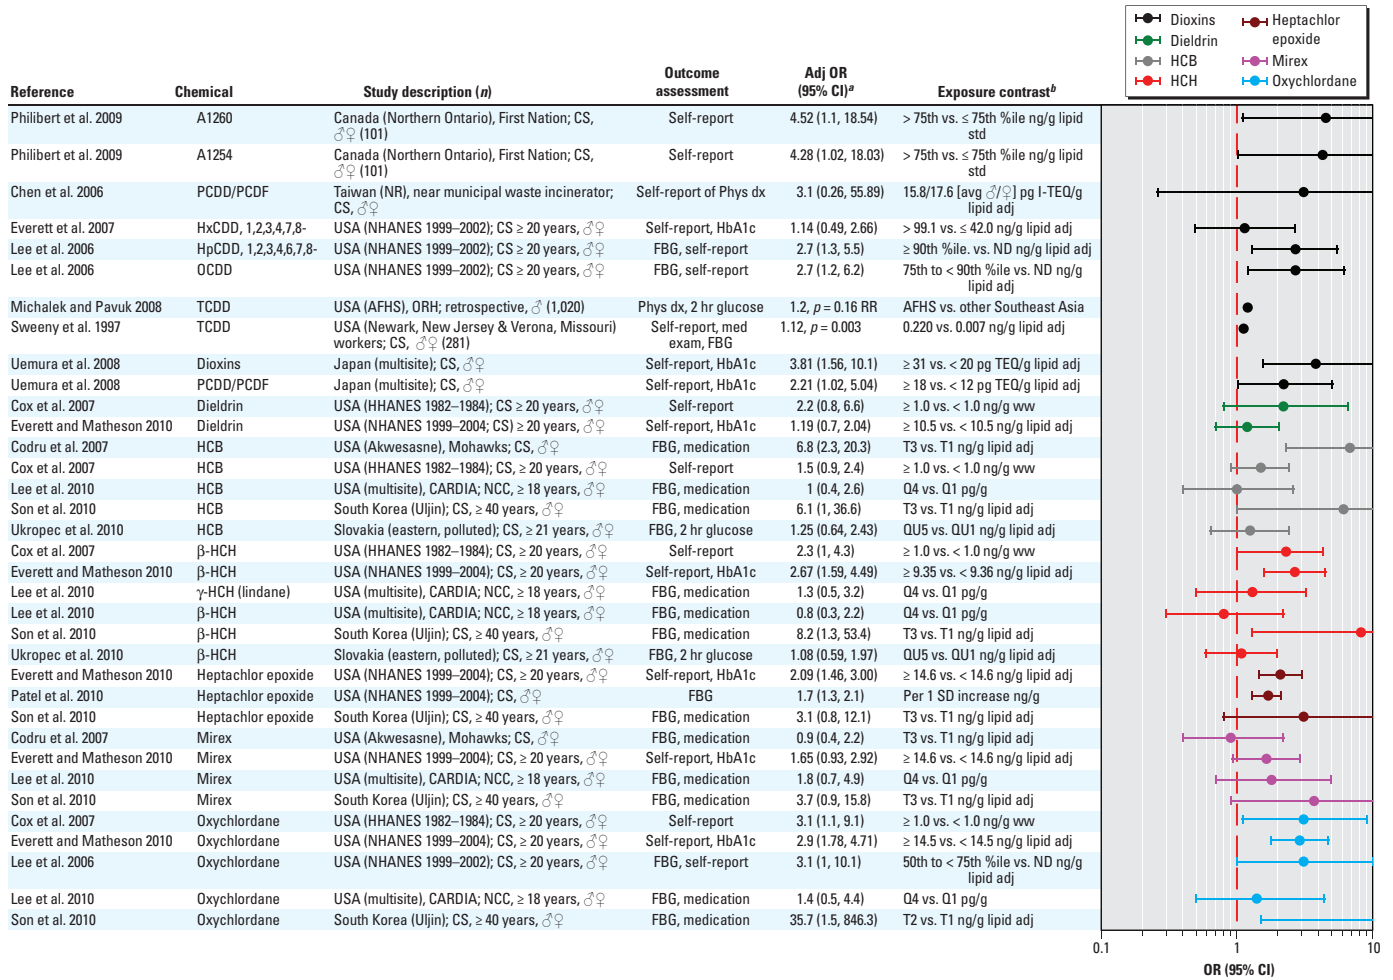 Dioxins
Dieldrin
HCB
HCH
Heptachlor
epoxide
Mirex
Oxychlordane
Reference Chemical Study description (n) Outcome assessment Adj OR (95% CI)a Exposure contrastb
Philibert et al. 2009 A1260 Canada (Northern Ontario), First Nation; CS, ♂♀ (101) Self-report 4.52 (1.1, 18.54) > 75th vs. ≤ 75th %ile ng/g lipid std
Philibert et al. 2009 A1254 Canada (Northern Ontario), First Nation; CS, ♂♀ (101) Self-report 4.28 (1.02, 18.03) > 75th vs. ≤ 75th %ile ng/g lipid std
Chen et al. 2006 PCDD/PCDF Taiwan (NR), near municipal waste incinerator; CS, ♂♀ Self-report of Phys dx 3.1 (0.26, 55.89) 15.8/17.6 [avg ♂/♀] pg I-TEQ/g lipid adj
Everett et al. 2007 HxCDD, 1,2,3,4,7,8- USA (NHANES 1999–2002); CS ≥ 20 years, ♂♀ Self-report, HbA1c 1.14 (0.49, 2.66) > 99.1 vs. ≤ 42.0 ng/g lipid adj
Lee et al. 2006 HpCDD, 1,2,3,4,6,7,8- USA (NHANES 1999–2002); CS ≥ 20 years, ♂♀ FBG, self-report 2.7 (1.3, 5.5) ≥ 90th %ile. vs. ND ng/g lipid adj
Lee et al. 2006 OCDD USA (NHANES 1999–2002); CS ≥ 20 years, ♂♀ FBG, self-report 2.7 (1.2, 6.2) 75th to < 90th %ile vs. ND ng/g lipid adj
Michalek and Pavuk 2008 TCDD USA (AFHS), ORH; retrospective, ♂ (1,020) Phys dx, 2 hr glucose 1.2, p = 0.16 RR AFHS vs. other Southeast Asia
Sweeny et al. 1997 TCDD USA (Newark, New Jersey & Verona, Missouri) workers; CS, ♂♀ (281) Self-report, med exam, FBG 1.12, p = 0.003 0.220 vs. 0.007 ng/g lipid adj
Uemura et al. 2008 Dioxins Japan (multisite); CS, ♂♀ Self-report, HbA1c 3.81 (1.56, 10.1) ≥ 31 vs. < 20 pg TEQ/g lipid adj
Uemura et al. 2008 PCDD/PCDF Japan (multisite); CS, ♂♀ Self-report, HbA1c 2.21 (1.02, 5.04) ≥ 18 vs. < 12 pg TEQ/g lipid adj
Cox et al. 2007 Dieldrin USA (HHANES 1982–1984); CS ≥ 20 years, ♂♀ Self-report 2.2 (0.8, 6.6) ≥ 1.0 vs. < 1.0 ng/g ww
Everett and Matheson 2010 Dieldrin USA (NHANES 1999–2004; CS) ≥ 20 years, ♂♀ Self-report, HbA1c 1.19 (0.7, 2.04) ≥ 10.5 vs. < 10.5 ng/g lipid adj
Codru et al. 2007 HCB USA (Akwesasne), Mohawks; CS, ♂♀ FBG, medication 6.8 (2.3, 20.3) T3 vs. T1 ng/g lipid adj
Cox et al. 2007 HCB USA (HHANES 1982–1984); CS, ≥ 20 years, ♂♀ Self-report 1.5 (0.9, 2.4) ≥ 1.0 vs. < 1.0 ng/g ww
Lee et al. 2010 HCB USA (multisite), CARDIA; NCC, ≥ 18 years, ♂♀ FBG, medication 1 (0.4, 2.6) Q4 vs. Q1 pg/g
Son et al. 2010 HCB South Korea (Uljin); CS, ≥ 40 years, ♂♀ FBG, medication 6.1 (1, 36.6) T3 vs. T1 ng/g lipid adj
Ukropec et al. 2010 HCB Slovakia (eastern, polluted); CS, ≥ 21 years, ♂♀ FBG, 2 hr glucose 1.25 (0.64, 2.43) QU5 vs. QU1 ng/g lipid adj
Cox et al. 2007 β-HCH USA (HHANES 1982–1984); CS, ≥ 20 years, ♂♀ Self-report 2.3 (1, 4.3) ≥ 1.0 vs. < 1.0 ng/g ww
Everett and Matheson 2010 β-HCH USA (NHANES 1999–2004); CS, ≥ 20 years, ♂♀ Self-report, HbA1c 2.67 (1.59, 4.49) ≥ 9.35 vs. < 9.36 ng/g lipid adj
Lee et al. 2010 γ-HCH (lindane) USA (multisite), CARDIA; NCC, ≥ 18 years, ♂♀ FBG, medication 1.3 (0.5, 3.2) Q4 vs. Q1 pg/g
Lee et al. 2010 β-HCH USA (multisite), CARDIA; NCC, ≥ 18 years, ♂♀ FBG, medication 0.8 (0.3, 2.2) Q4 vs. Q1 pg/g
Son et al. 2010 β-HCH South Korea (Uljin); CS, ≥ 40 years, ♂♀ FBG, medication 8.2 (1.3, 53.4) T3 vs. T1 ng/g lipid adj
Ukropec et al. 2010 β-HCH Slovakia (eastern, polluted); CS, ≥ 21 years, ♂♀ FBG, 2 hr glucose 1.08 (0.59, 1.97) QU5 vs. QU1 ng/g lipid adj
Everett and Matheson 2010 Heptachlor epoxide USA (NHANES 1999–2004); CS, ≥ 20 years, ♂♀ Self-report, HbA1c 2.09 (1.46, 3.00) ≥ 14.6 vs. < 14.6 ng/g lipid adj
Patel et al. 2010 Heptachlor epoxide USA (NHANES 1999–2004); CS, ♂♀ FBG 1.7 (1.3, 2.1) Per 1 SD increase ng/g
Son et al. 2010 Heptachlor epoxide South Korea (Uljin); CS, ≥ 40 years, ♂♀ FBG, medication 3.1 (0.8, 12.1) T3 vs. T1 ng/g lipid adj
Codru et al. 2007 Mirex USA (Akwesasne), Mohawks; CS, ♂♀ FBG, medication 0.9 (0.4, 2.2) T3 vs. T1 ng/g lipid adj
Everett and Matheson 2010 Mirex USA (NHANES 1999–2004); CS, ≥ 20 years, ♂♀ Self-report, HbA1c 1.65 (0.93, 2.92) ≥ 14.6 vs. < 14.6 ng/g lipid adj
Lee et al. 2010 Mirex USA (multisite), CARDIA; NCC, ≥ 18 years, ♂♀ FBG, medication 1.8 (0.7, 4.9) Q4 vs. Q1 pg/g
Son et al. 2010 Mirex South Korea (Uljin); CS, ≥ 40 years, ♂♀ FBG, medication 3.7 (0.9, 15.8) T3 vs. T1 ng/g lipid adj
Cox et al. 2007 Oxychlordane USA (HHANES 1982–1984); CS, ≥ 20 years, ♂♀ Self-report 3.1 (1.1, 9.1) ≥ 1.0 vs. < 1.0 ng/g ww
Everett and Matheson 2010 Oxychlordane USA (NHANES 1999–2004); CS, ≥ 20 years, ♂♀ Self-report, HbA1c 2.9 (1.78, 4.71) ≥ 14.5 vs. < 14.5 ng/g lipid adj
Lee et al. 2006 Oxychlordane USA (NHANES 1999–2002); CS, ≥ 20 years, ♂♀ FBG, self-report 3.1 (1, 10.1) 50th to < 75th %ile vs. ND ng/g lipid adj
Lee et al. 2010 Oxychlordane USA (multisite), CARDIA; NCC, ≥ 18 years, ♂♀ FBG, medication 1.4 (0.5, 4.4) Q4 vs. Q1 pg/g
Son et al. 2010 Oxychlordane South Korea (Uljin); CS, ≥ 40 years, ♂♀ FBG, medication 35.7 (1.5, 846.3) T2 vs. T1 ng/g lipid adj
0.1 1 10
OR (95% CI)